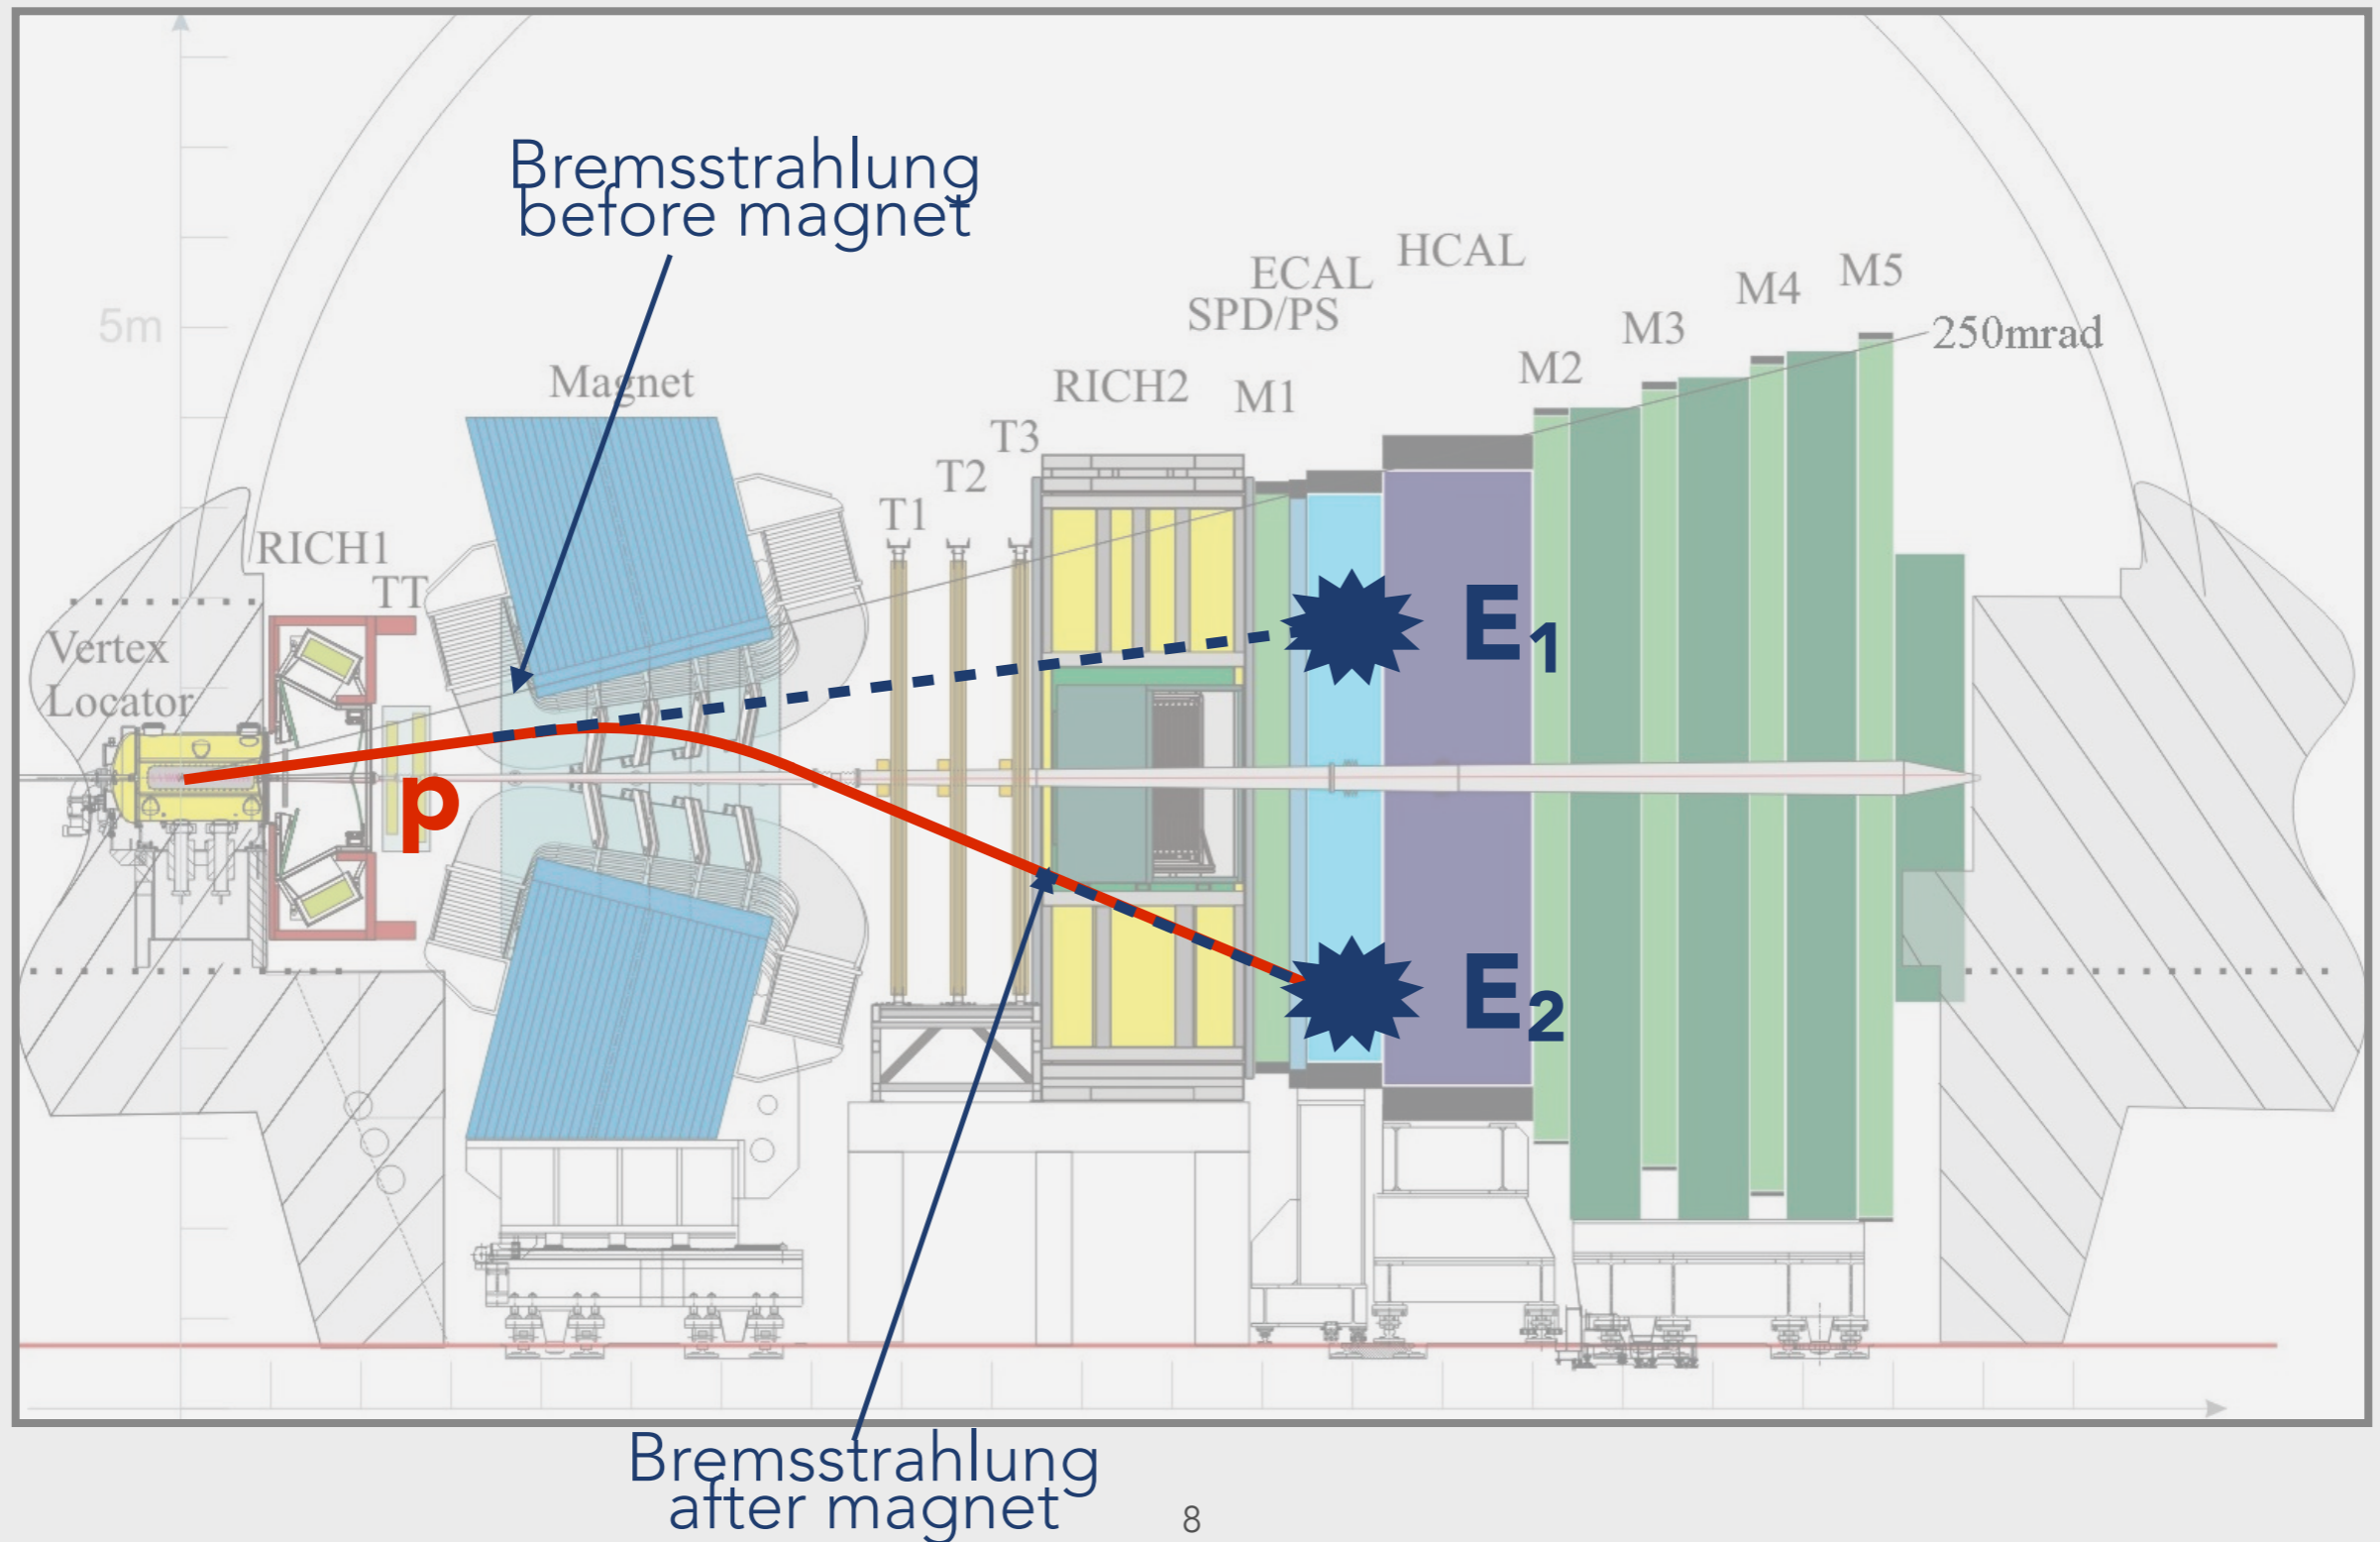 Bremsstrahlung
before magnet
HCAL
ECAL
SPD/PS
M5
M4
M3
250mrad
5m
Magnet
M2
RICH2
M1
T3
T2
T1
RICH1
TT
Vertex
Locator
E1
p
E2
Bremsstrahlung
after magnet
8